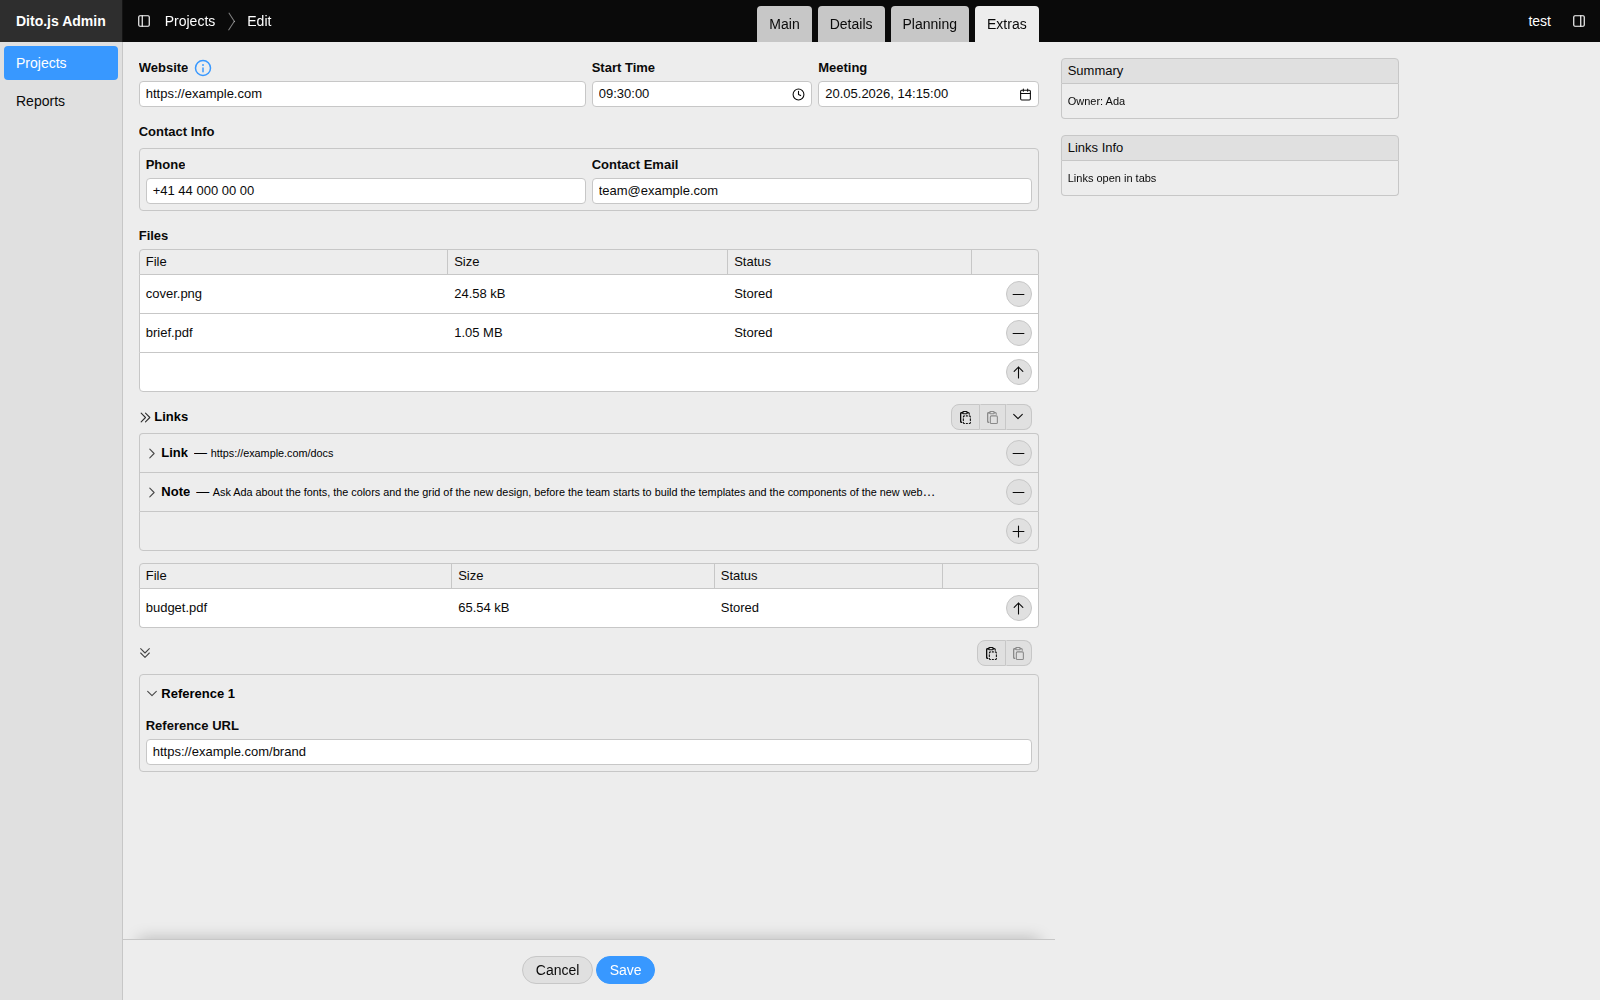 Dito.js Admin
Projects
Edit
Main
Details
Planning
Extras
test
Projects
Reports
Website
Start Time
Meeting
https://example.com
09:30:00
20.05.2026, 14:15:00
Contact Info
Phone
Contact Email
+41 44 000 00 00
team@example.com
Files
File
Size
Status
cover.png
24.58 kB
Stored
brief.pdf
1.05 MB
Stored
Links
Link — https://example.com/docs
Note — Ask Ada about the fonts, the colors and the grid of the new design, before the team starts to build the templates and the components of the new web…
File
Size
Status
budget.pdf
65.54 kB
Stored
Reference 1
Reference URL
https://example.com/brand
Cancel
Save
Summary
Owner: Ada
Links Info
Links open in tabs